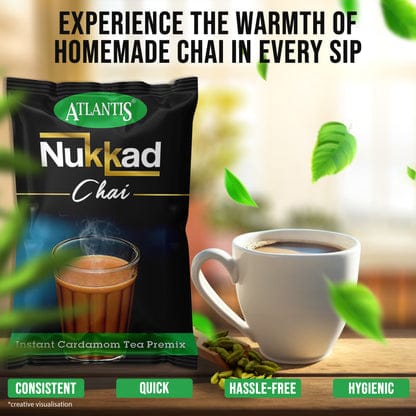 EXPERIENCE THE WARMTH OF
HOMEMADE CHAI IN EVERY SIP
ATLANTIS®
Nukkad
Chai
Instant Cardamom Tea Premix
CONSISTENT
QUICK
HASSLE-FREE
HYGIENIC
*creative visualisation